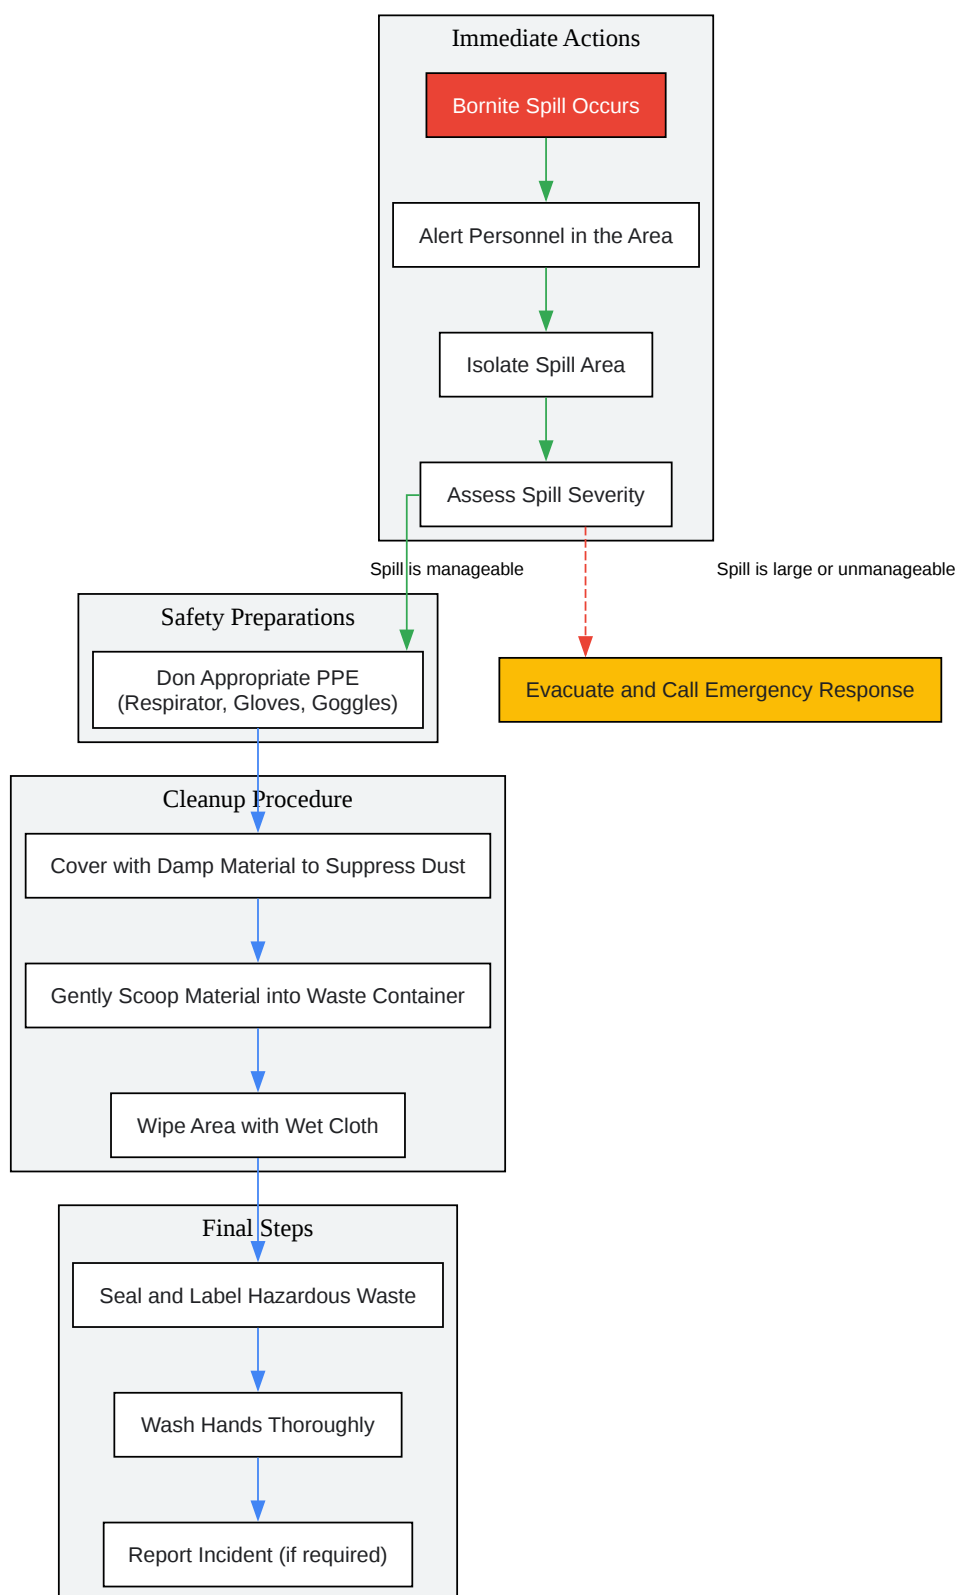 Immediate Actions
Bornite Spill Occurs
Alert Personnel in the Area
Isolate Spill Area
Assess Spill Severity
Spill is manageable
Spill is large or unmanageable
Safety Preparations
Don Appropriate PPE
(Respirator, Gloves, Goggles)
Evacuate and Call Emergency Response
Cleanup Procedure
Cover with Damp Material to Suppress Dust
Gently Scoop Material into Waste Container
Wipe Area with Wet Cloth
Final Steps
Seal and Label Hazardous Waste
Wash Hands Thoroughly
Report Incident (if required)